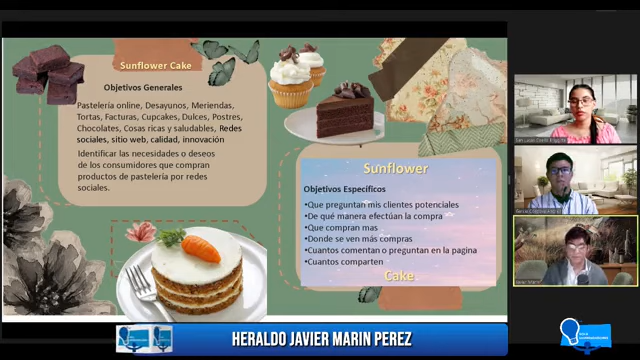 Sunflower Cake
Objetivos Generales
Pastelería online, Desayunos, Meriendas,
Tortas, Facturas, Cupcakes, Dulces, Postres,
Chocolates, Cosas ricas y saludables, Redes
sociales, sitio web, calidad, innovación
Identificar las necesidades o deseos
de los consumidores que compran
productos de pastelería por redes
sociales.
Sunflower
Objetivos Específicos
•Que preguntan mis clientes potenciales
•De qué manera efectúan la compra
•Que compran mas
•Donde se ven más compras
•Cuantos comentan o preguntan en la pagina
•Cuantos comparten
Cake
HERALDO JAVIER MARIN PEREZ